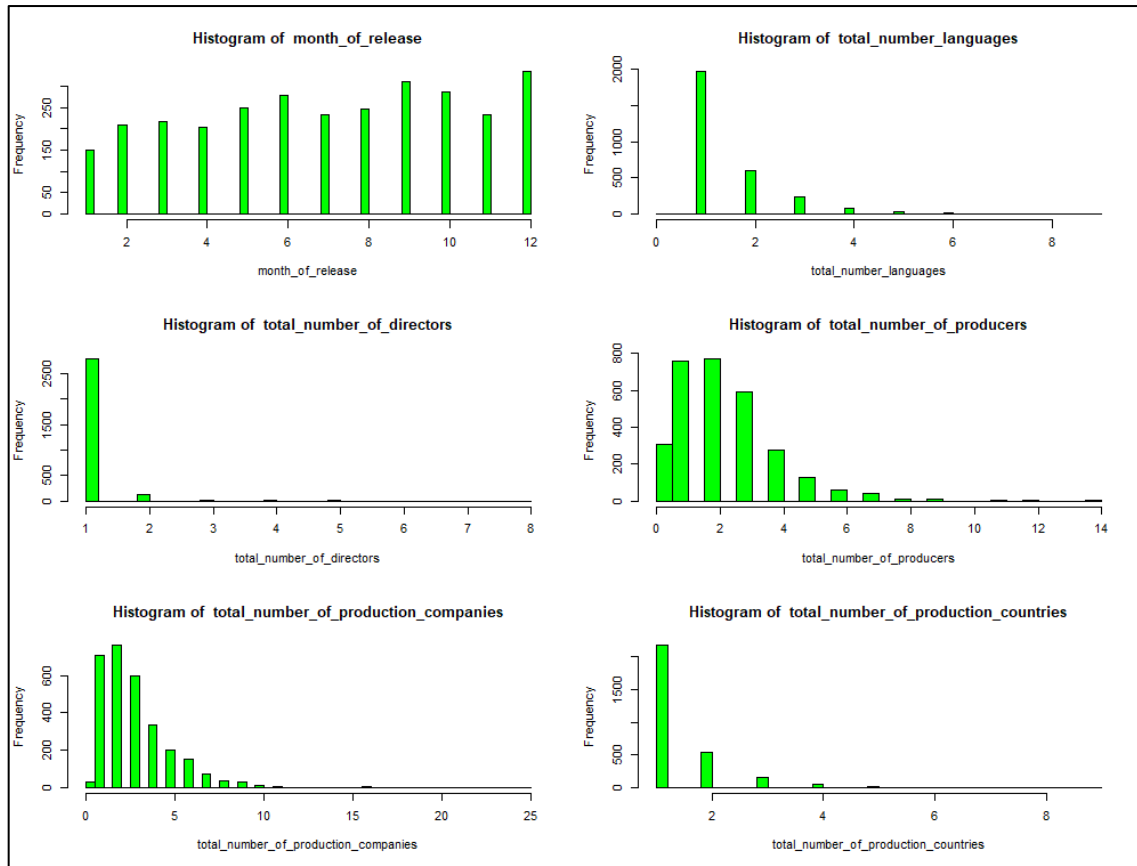 Histogram of month_of_release
Frequency
0 50 150 250
2 4 6 8 10 12
month_of_release
Histogram of total_number_languages
Frequency
0 500 1000 2000
0 2 4 6 8
total_number_languages
Histogram of total_number_of_directors
Frequency
0 500 1500 2500
1 2 3 4 5 6 7 8
total_number_of_directors
Histogram of total_number_of_producers
Frequency
0 200 400 600 800
0 2 4 6 8 10 12 14
total_number_of_producers
Histogram of total_number_of_production_companies
Frequency
0 200 400 600
0 5 10 15 20 25
total_number_of_production_companies
Histogram of total_number_of_production_countries
Frequency
0 500 1500
2 4 6 8
total_number_of_production_countries